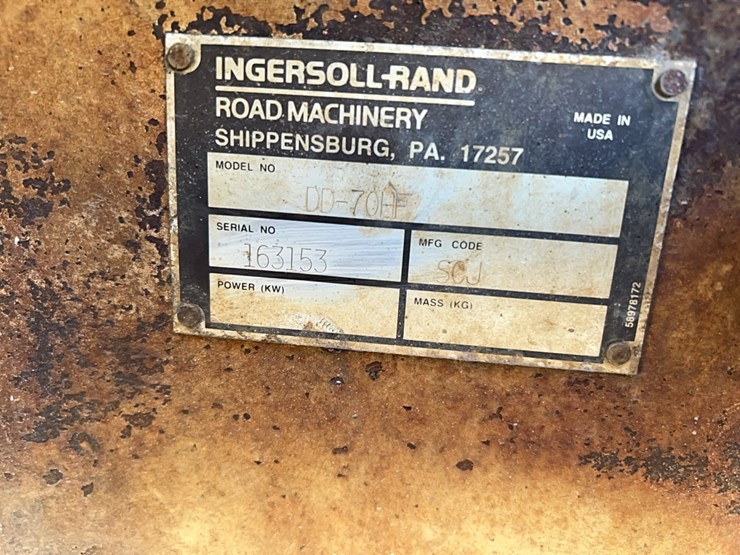 INGERSOLL-RAND
ROAD MACHINERY
SHIPPENSBURG, PA. 17257
MADE IN
USA
MODEL NO
DD-70HF
SERIAL NO
163153
MFG CODE
SCJ
POWER (KW)
MASS (KG)
58978172